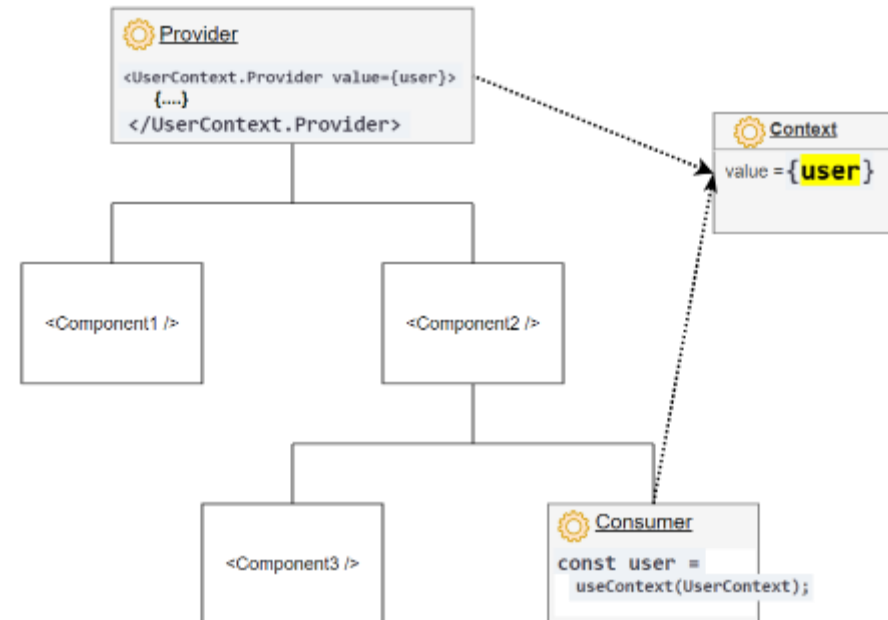 Provider
<UserContext.Provider value={user}>
{....}
</UserContext.Provider>
Context
value = {user}
<Component1 />
<Component2 />
<Component3 />
Consumer
const user =
useContext(UserContext);